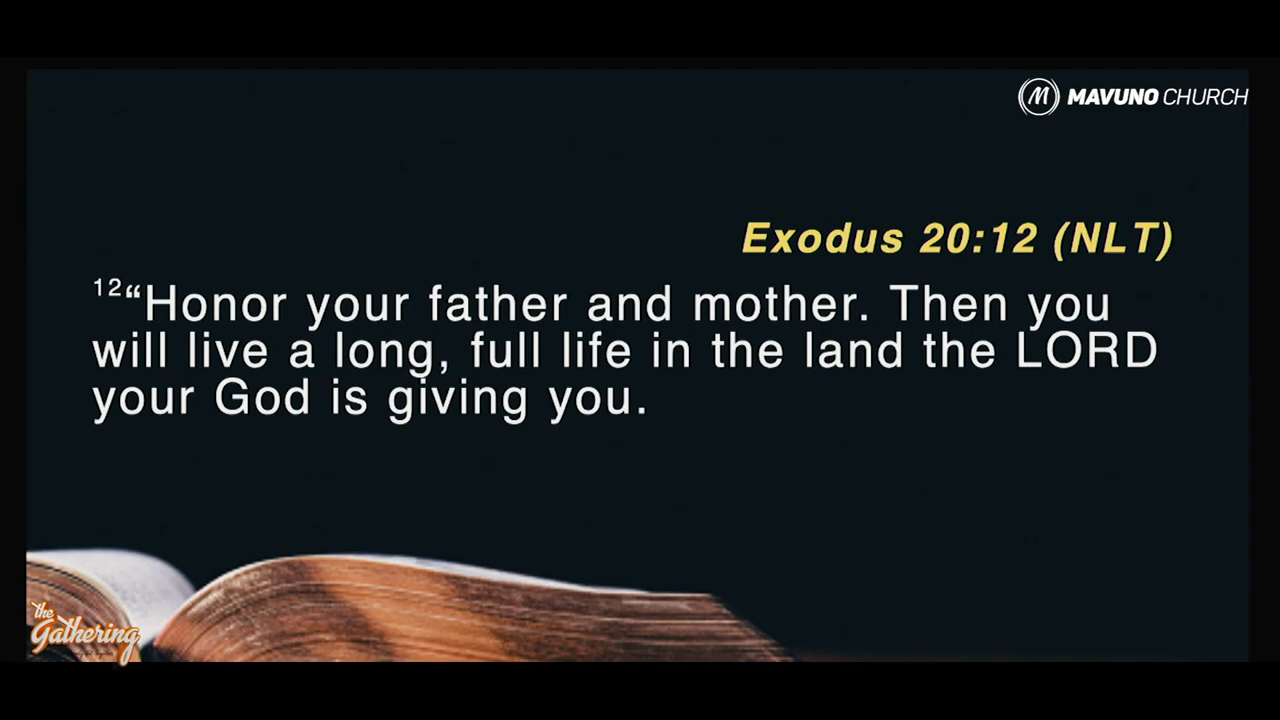 MAVUNO CHURCH
Exodus 20:12 (NLT)
12“Honor your father and mother. Then you
will live a long, full life in the land the LORD
your God is giving you.
the
Gathering